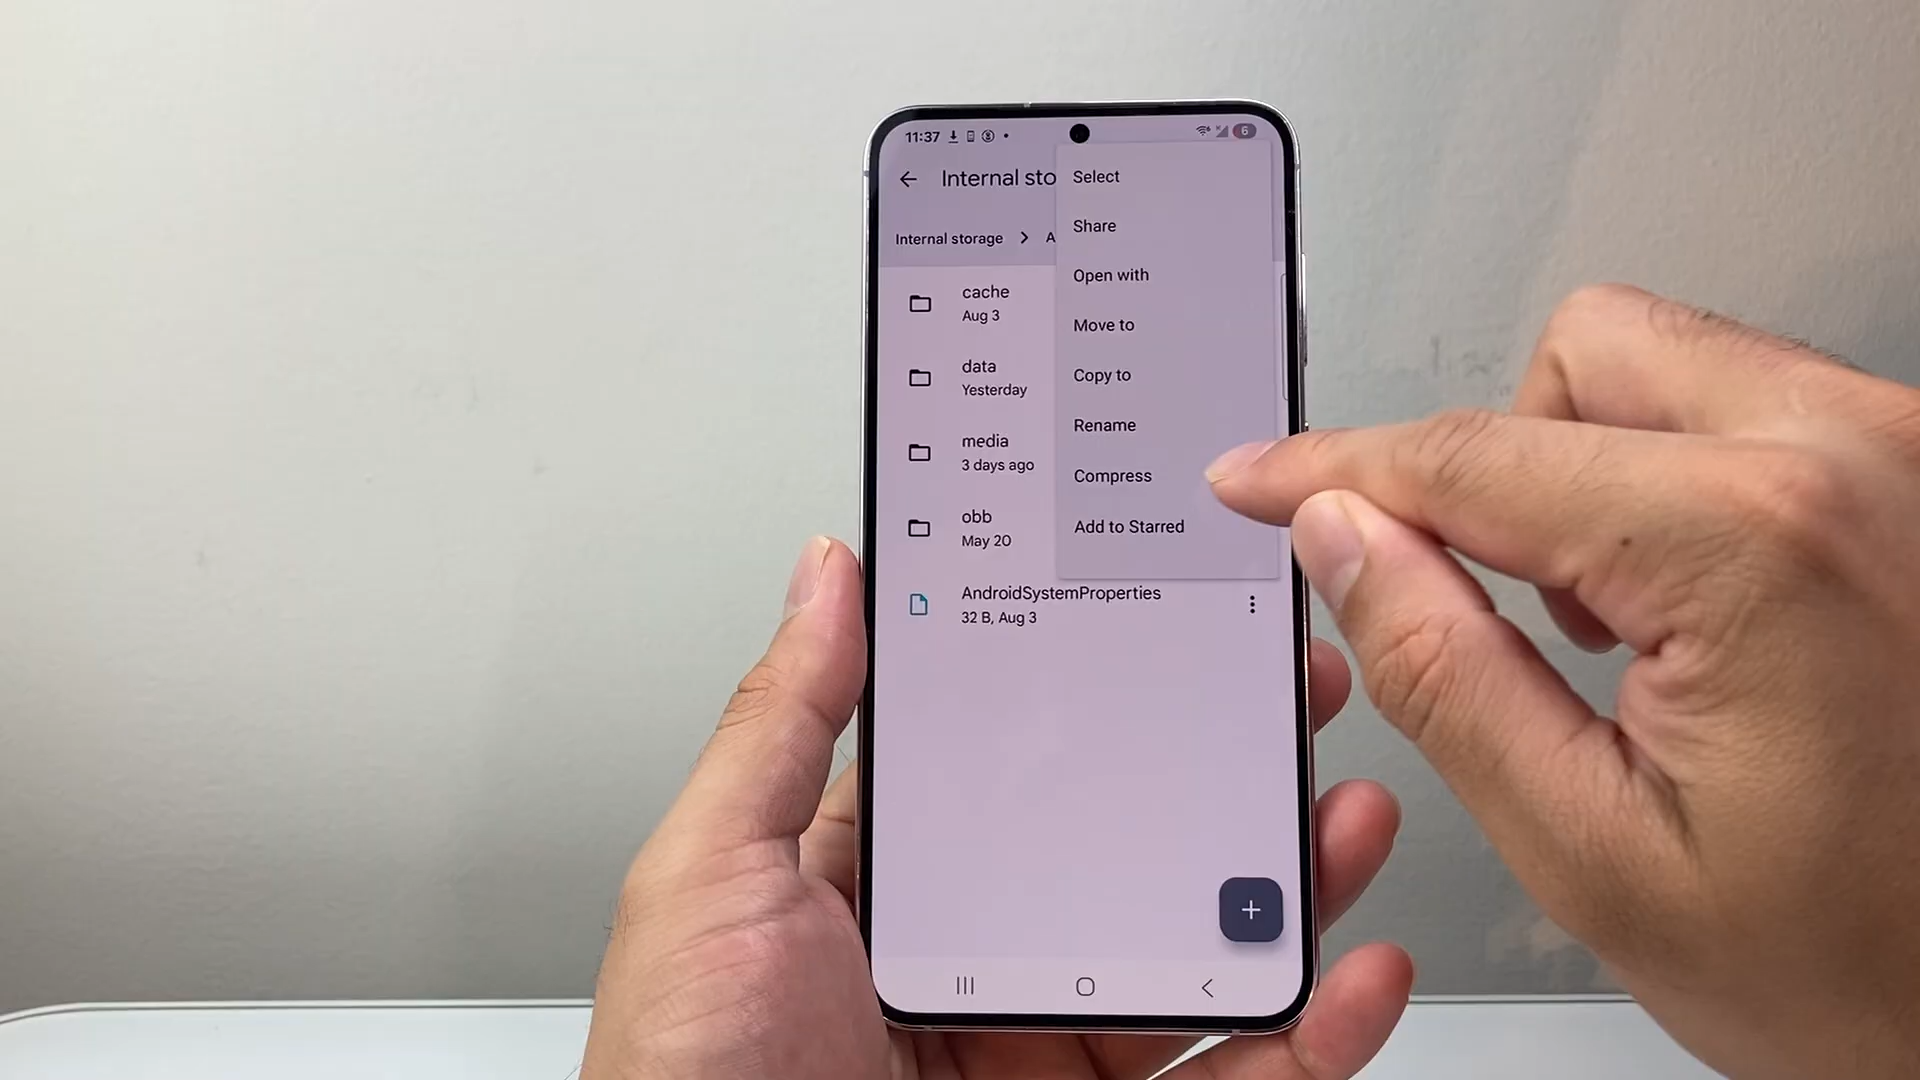 11:37
6
Internal sto
Internal storage > A
cache
Aug 3
data
Yesterday
media
3 days ago
obb
May 20
AndroidSystemProperties
32 B, Aug 3
Select
Share
Open with
Move to
Copy to
Rename
Compress
Add to Starred